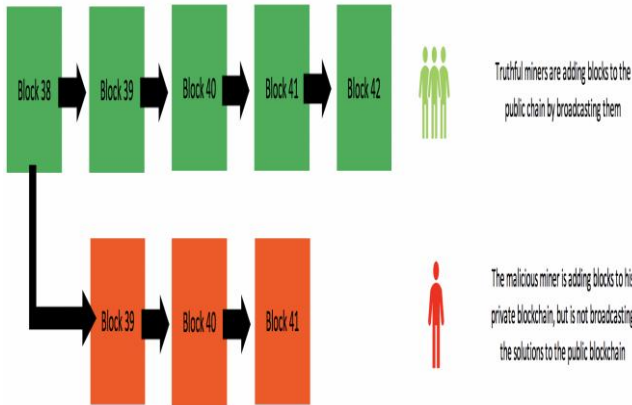 Block 38
Block 39
Block 40
Block 41
Block 42
Truthful miners are adding blocks to the
public chain by broadcasting them
Block 39
Block 40
Block 41
The malicious miner is adding blocks to his
private blockchain, but is not broadcasting
the solutions to the public blockchain